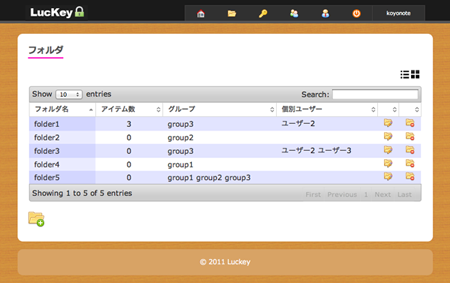 LucKey
koyonote
フォルダ
Show 10 entries Search:
フォルダ名 アイテム数 グループ 個別ユーザー
folder1 3 group3 ユーザー2
folder2 0 group2
folder3 0 group3 ユーザー2 ユーザー3
folder4 0 group1
folder5 0 group1 group2 group3
Showing 1 to 5 of 5 entries First Previous 1 Next Last
© 2011 Luckey